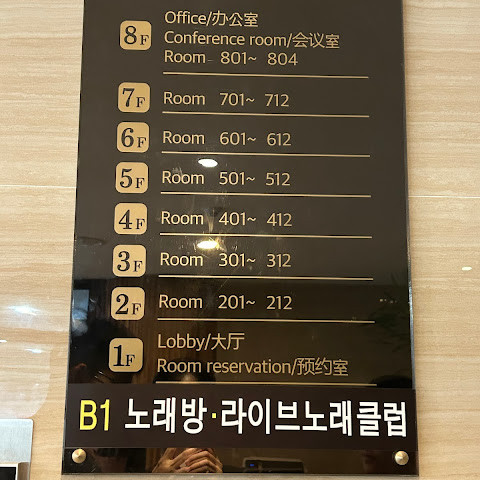 8F Office/办公室
Conference room/会议室
Room 801~ 804
7F Room 701~ 712
6F Room 601~ 612
5F Room 501~ 512
4F Room 401~ 412
3F Room 301~ 312
2F Room 201~ 212
1F Lobby/大厅
Room reservation/预约室
B1 노래방·라이브노래클럽